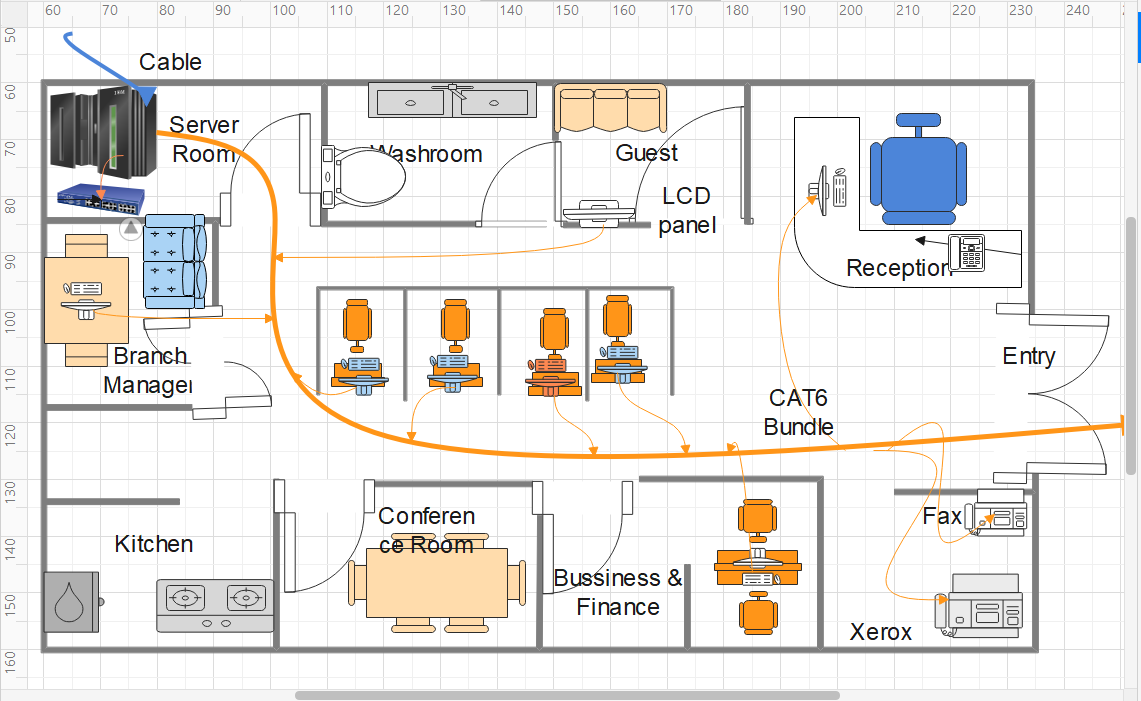 60 70 80 90 100 110 120 130 140 150 160 170 180 190 200 210 220 230 240
50
60
70
80
90
100
110
120
130
140
150
160
Cable
Server
Room
Washroom
Guest
LCD
panel
Reception
Branch
Manager
Entry
CAT6
Bundle
Kitchen
Conferen
ce Room
Bussiness &
Finance
Fax
Xerox